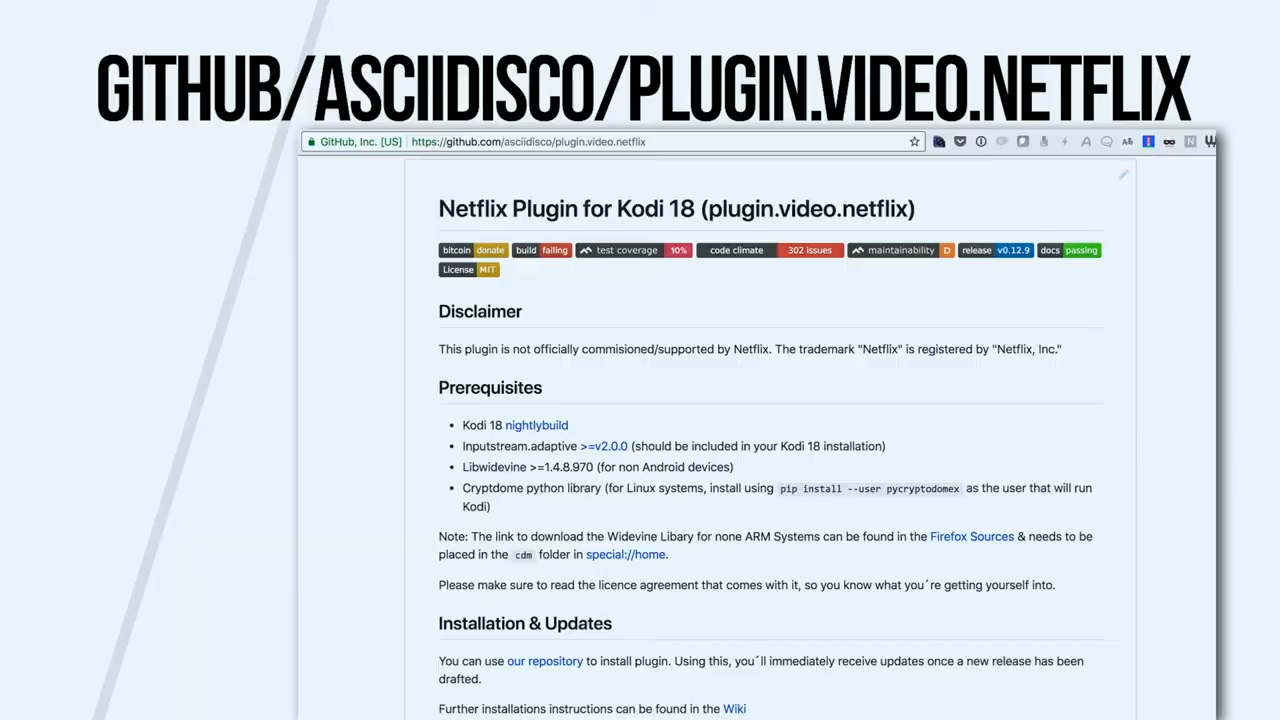 GITHUB/ASCIIDISCO/PLUGIN.VIDEO.NETFLIX
GitHub, Inc. [US] https://github.com/asciidisco/plugin.video.netflix
Netflix Plugin for Kodi 18 (plugin.video.netflix)
bitcoin donate build failing test coverage 10% code climate 302 issues maintainability D release v0.12.9 docs passing
License MIT
Disclaimer
This plugin is not officially commisioned/supported by Netflix. The trademark "Netflix" is registered by "Netflix, Inc."
Prerequisites
• Kodi 18 nightlybuild
• Inputstream.adaptive >=v2.0.0 (should be included in your Kodi 18 installation)
• Libwidevine >=1.4.8.970 (for non Android devices)
• Cryptdome python library (for Linux systems, install using pip install --user pycryptodomex as the user that will run
Kodi)
Note: The link to download the Widevine Libary for none ARM Systems can be found in the Firefox Sources & needs to be
placed in the cdm folder in special://home.
Please make sure to read the licence agreement that comes with it, so you know what you´re getting yourself into.
Installation & Updates
You can use our repository to install plugin. Using this, you´ll immediately receive updates once a new release has been
drafted.
Further installations instructions can be found in the Wiki